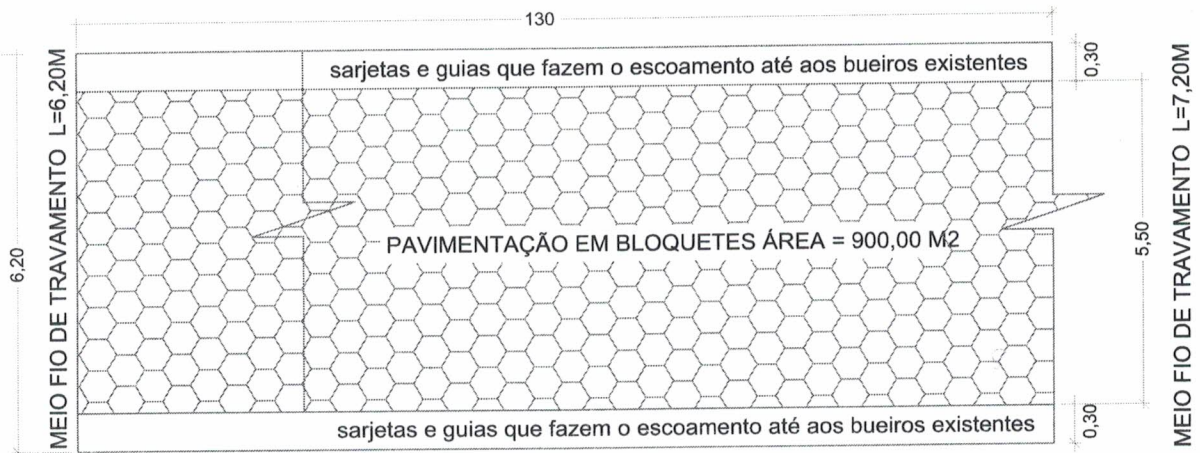 130
MEIO FIO DE TRAVAMENTO L=6,20M
6,20
sarjetas e guias que fazem o escoamento até aos bueiros existentes
0,30
PAVIMENTAÇÃO EM BLOQUETES ÁREA = 900,00 M2
5,50
MEIO FIO DE TRAVAMENTO L=7,20M
sarjetas e guias que fazem o escoamento até aos bueiros existentes
0,30